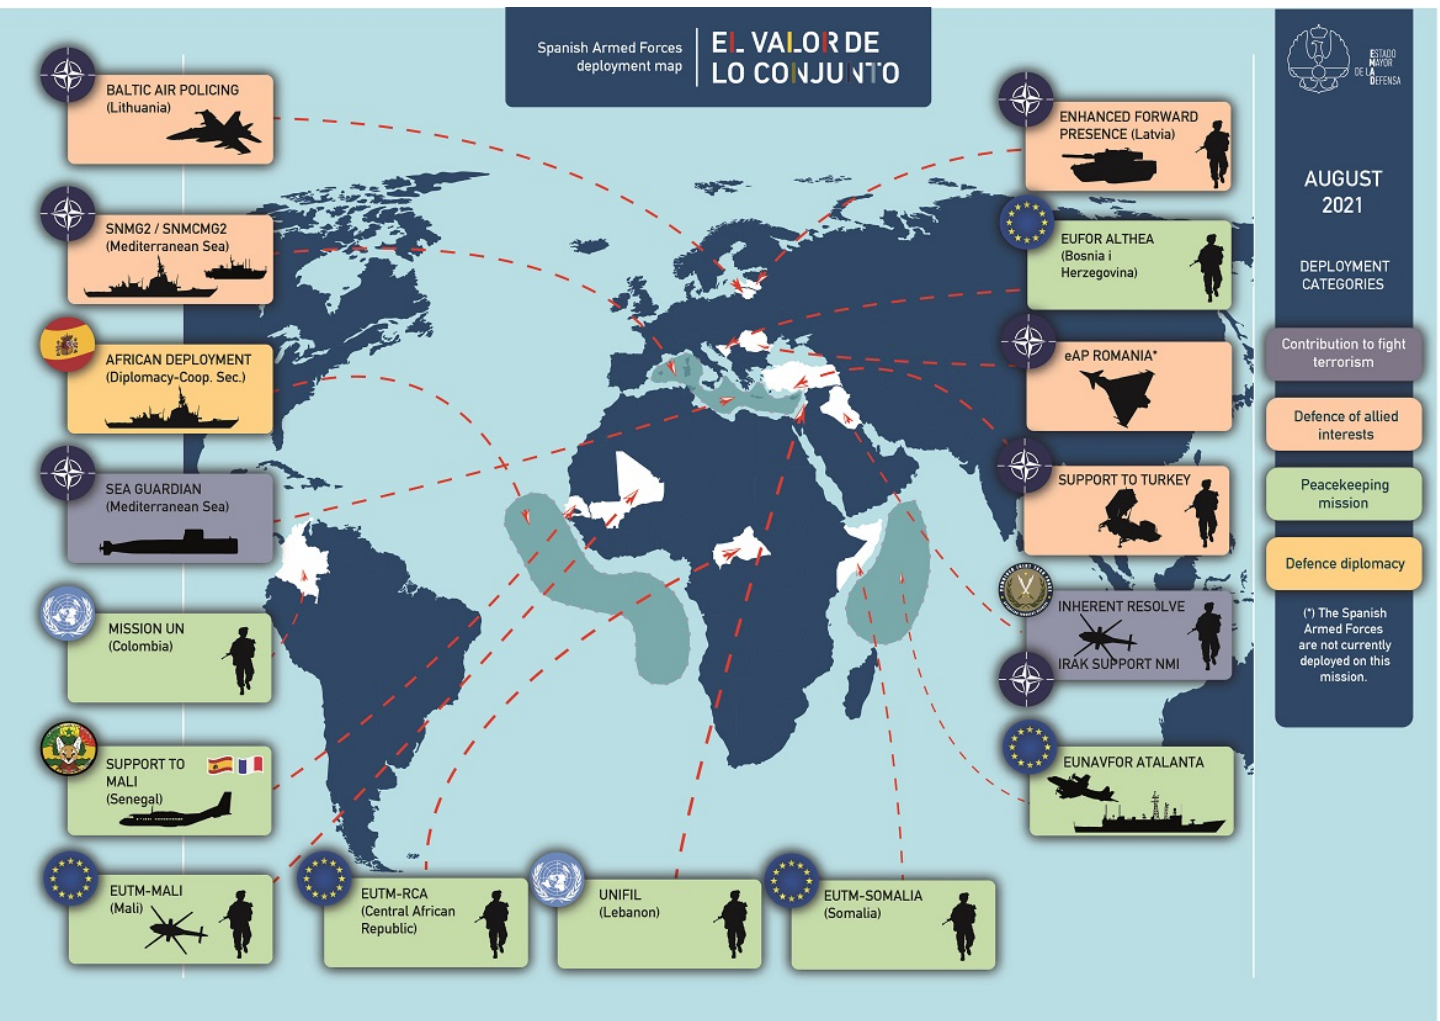 Spanish Armed Forces
deployment map
EL VALOR DE
LO CONJUNTO
BALTIC AIR POLICING
(Lithuania)
SNMG2 / SNMCMG2
(Mediterranean Sea)
AFRICAN DEPLOYMENT
(Diplomacy-Coop. Sec.)
SEA GUARDIAN
(Mediterranean Sea)
MISSION UN
(Colombia)
SUPPORT TO
MALI
(Senegal)
EUTM-MALI
(Mali)
EUTM-RCA
(Central African
Republic)
UNIFIL
(Lebanon)
EUTM-SOMALIA
(Somalia)
ENHANCED FORWARD
PRESENCE (Latvia)
EUFOR ALTHEA
(Bosnia i
Herzegovina)
eAP ROMANIA*
SUPPORT TO TURKEY
INHERENT RESOLVE
IRAK SUPPORT NMI
EUNAVFOR ATALANTA
ESTADO
MAYOR
DE LA DEFENSA
AUGUST
2021
DEPLOYMENT
CATEGORIES
Contribution to fight
terrorism
Defence of allied
interests
Peacekeeping
mission
Defence diplomacy
(*) The Spanish
Armed Forces
are not currently
deployed on this
mission.